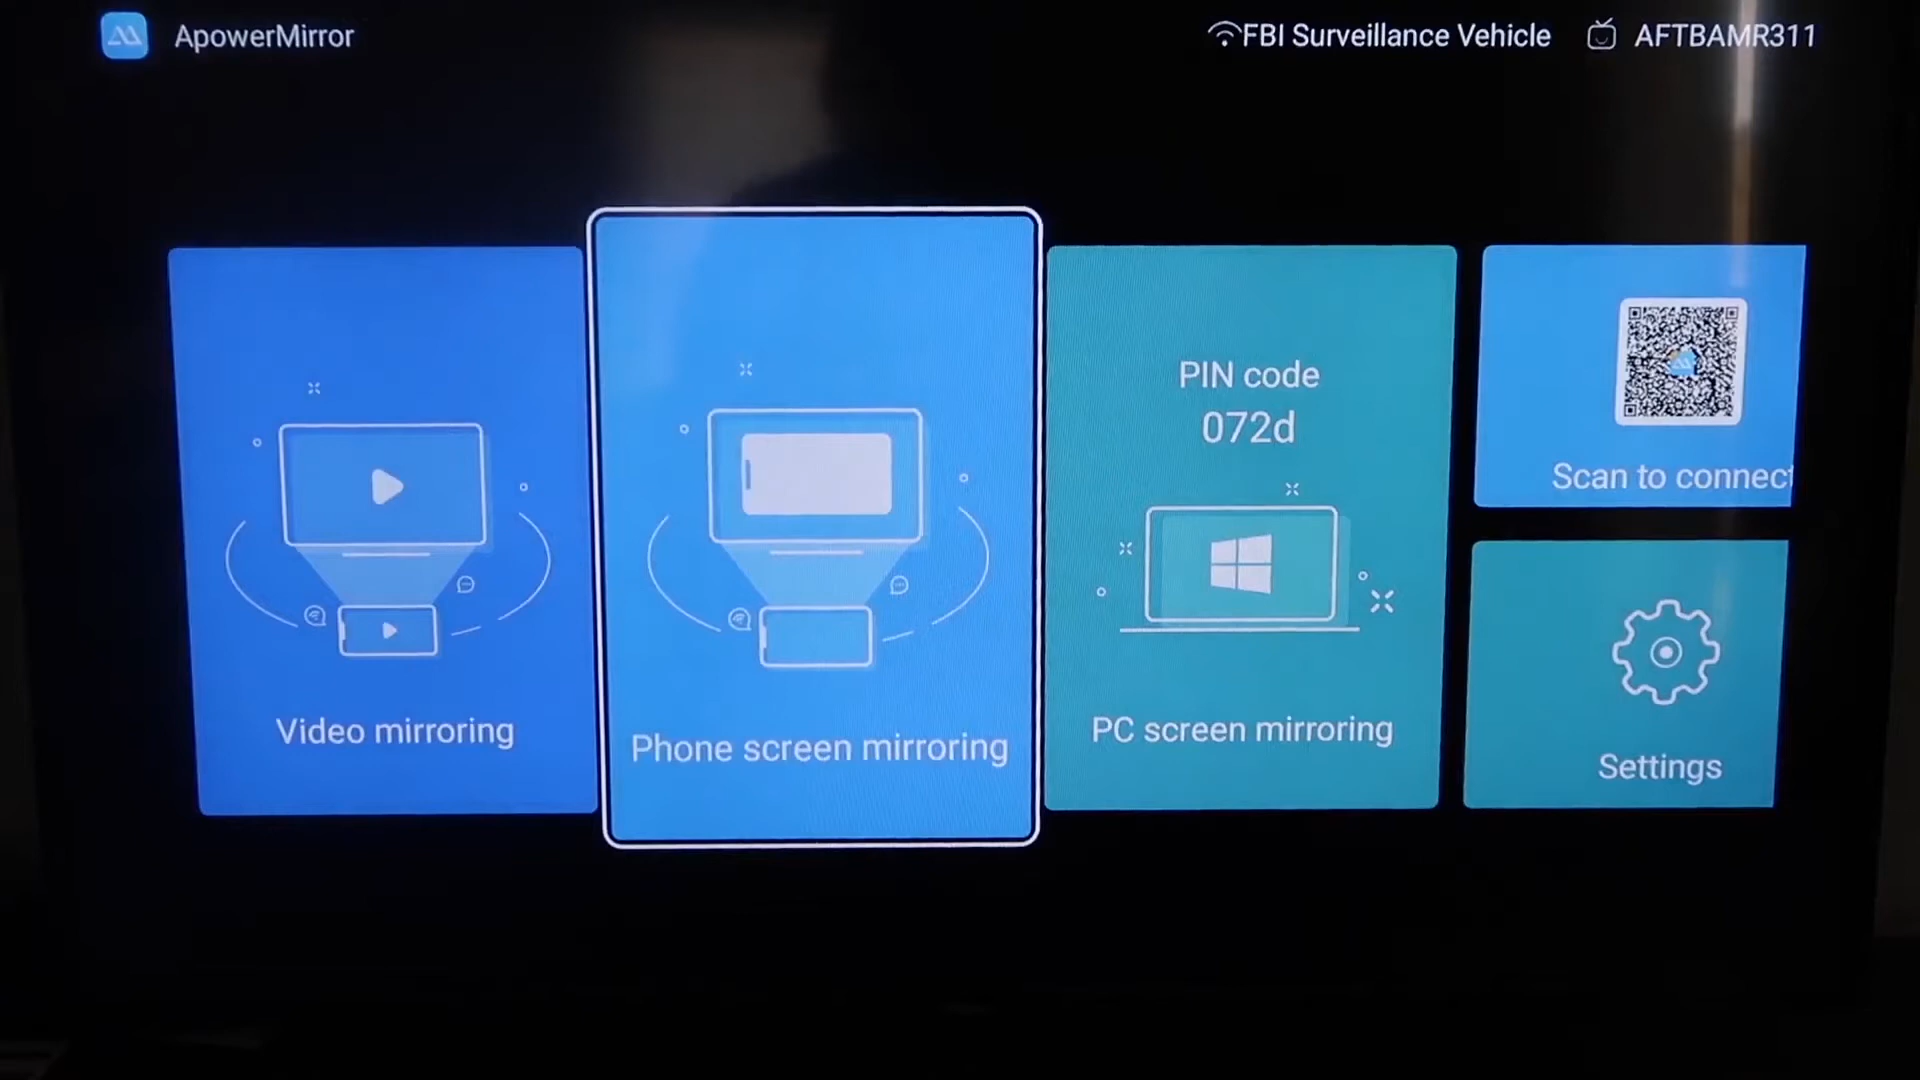 ApowerMirror
FBI Surveillance Vehicle
AFTBAMR311
Video mirroring
Phone screen mirroring
PIN code
072d
PC screen mirroring
Scan to connect
Settings